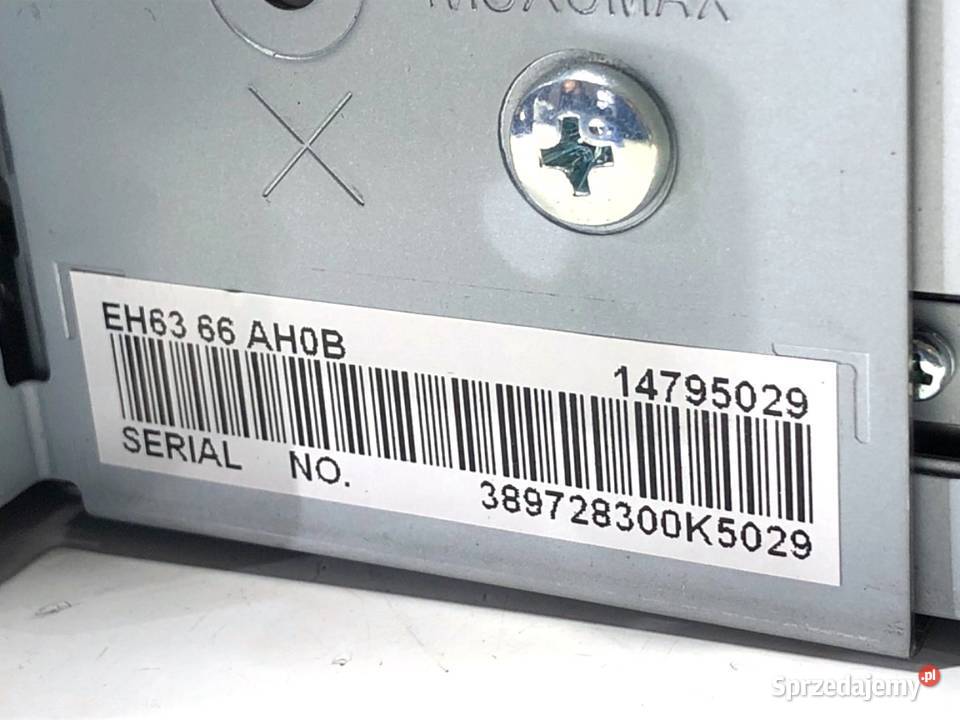 EH63 66 AH0B
14795029
SERIAL NO.
389728300K5029
Sprzedajemy.pl